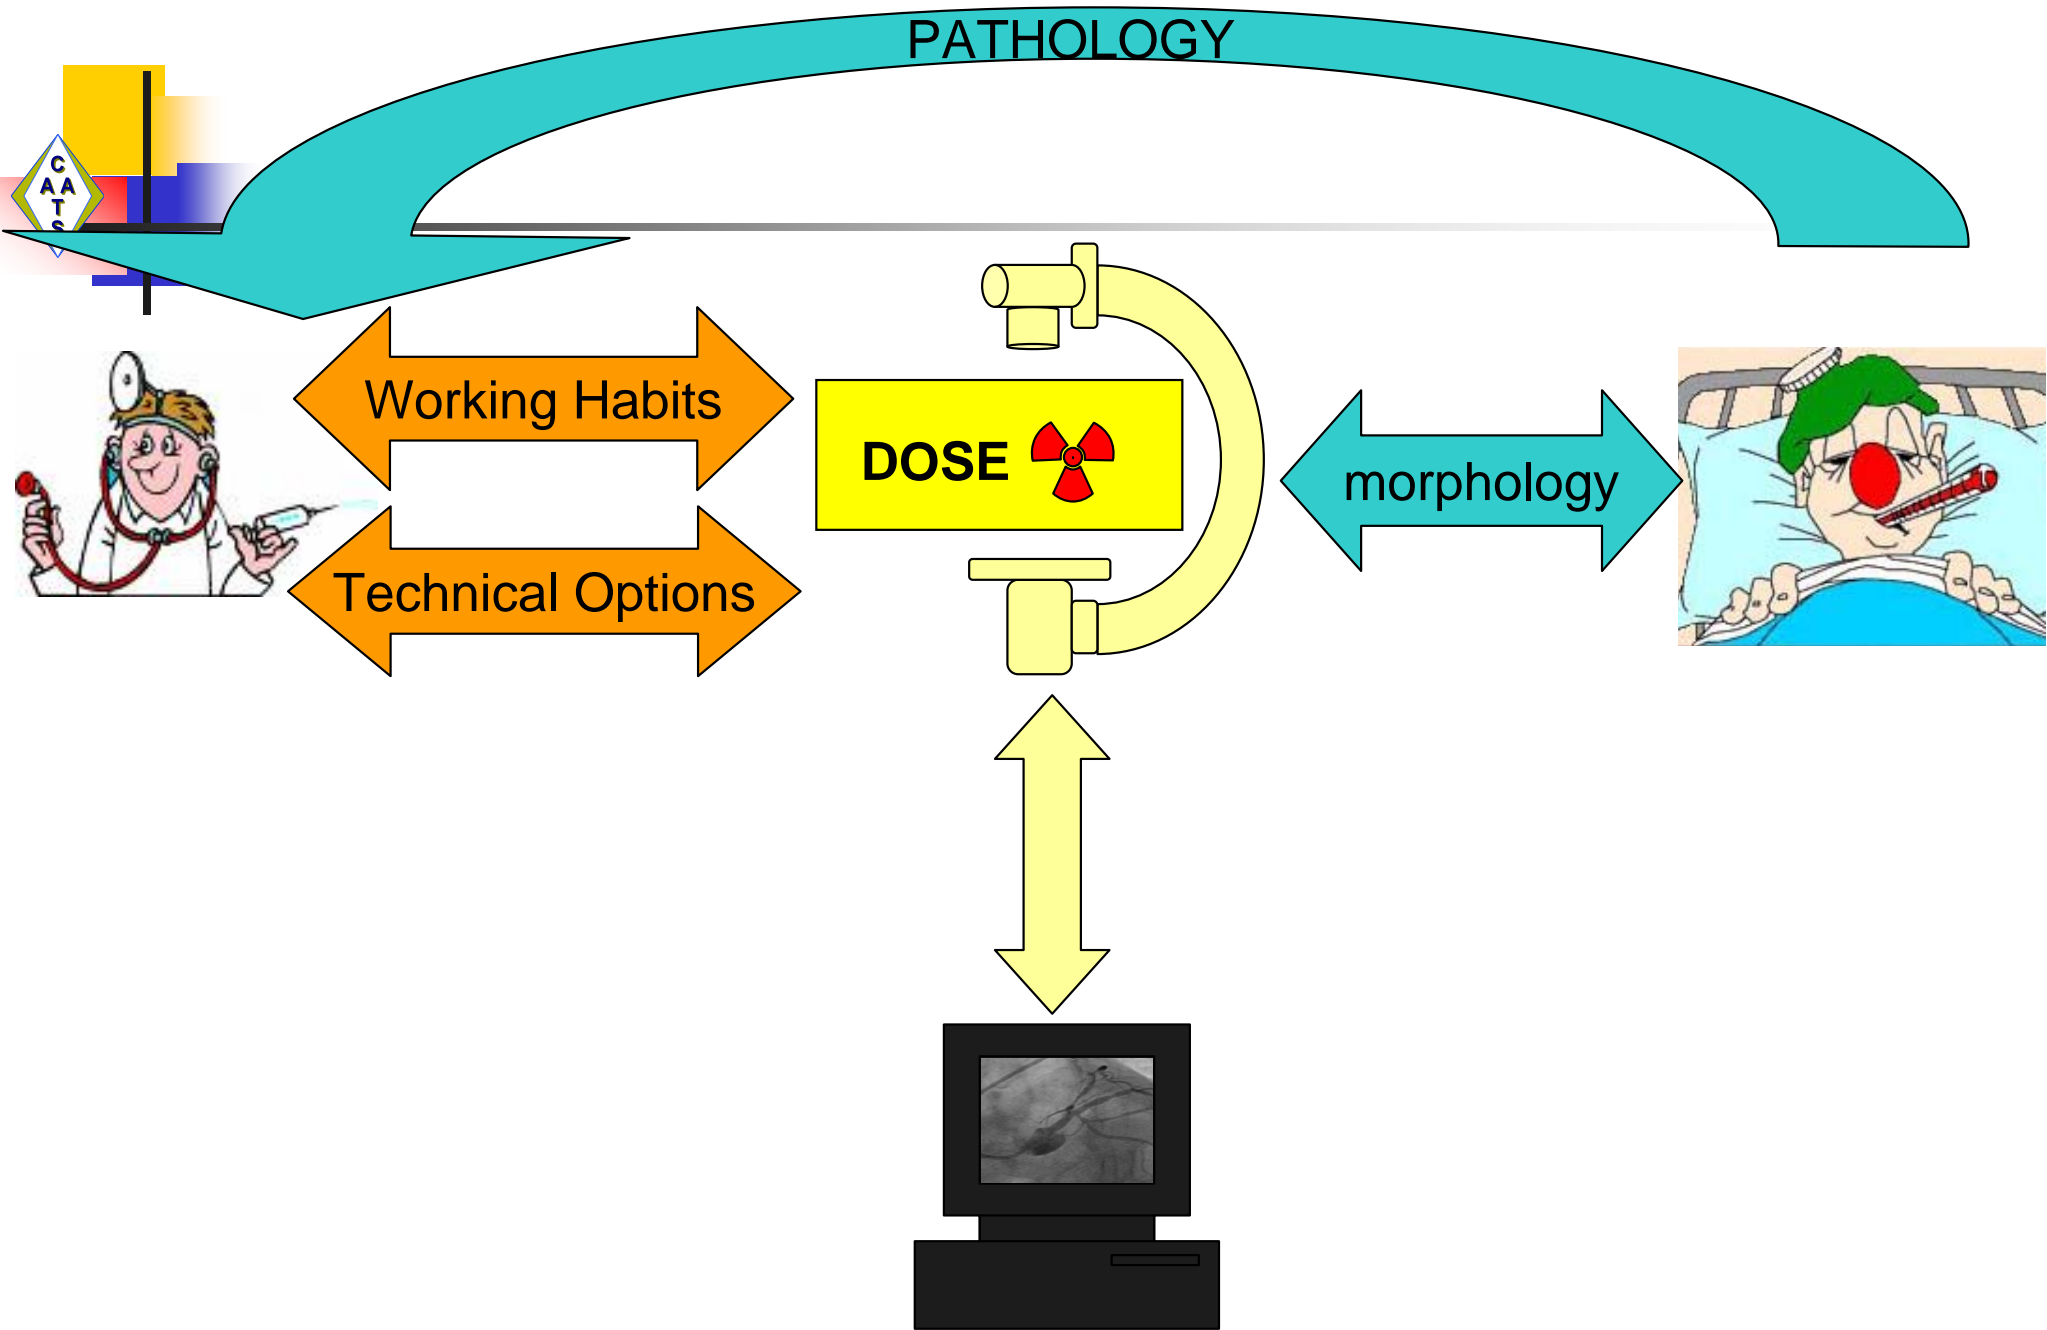 PATHOLOGY
C
A A
T
S
Working Habits
DOSE
morphology
Technical Options